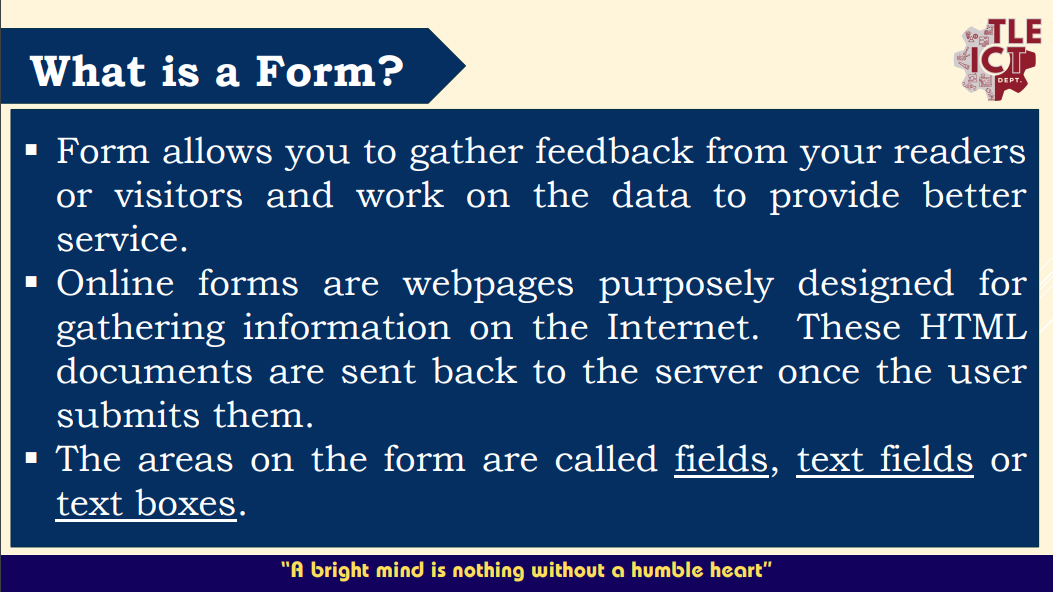 What is a Form?
TLE
ICT
DEPT.
▪ Form allows you to gather feedback from your readers
or visitors and work on the data to provide better
service.
▪ Online forms are webpages purposely designed for
gathering information on the Internet.  These HTML
documents are sent back to the server once the user
submits them.
▪ The areas on the form are called fields, text fields or
text boxes.
“A bright mind is nothing without a humble heart”